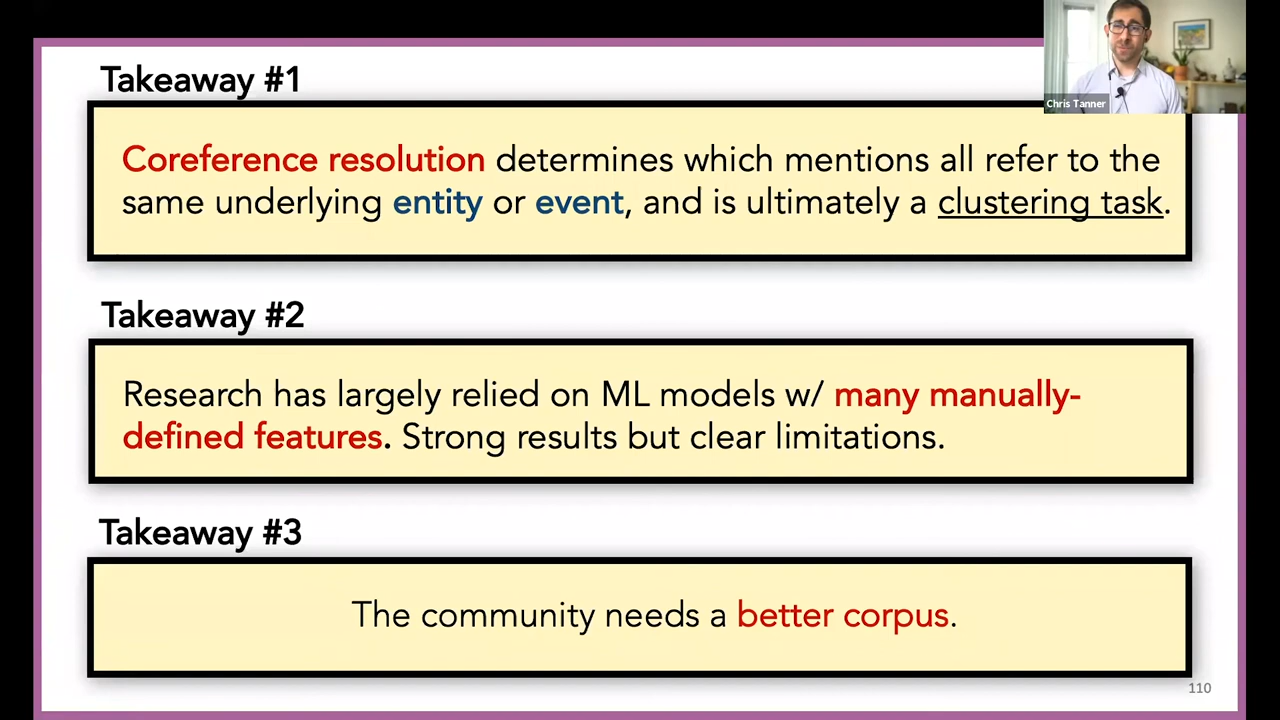 Takeaway #1
Chris Tanner
Coreference resolution determines which mentions all refer to the
same underlying entity or event, and is ultimately a clustering task.
Takeaway #2
Research has largely relied on ML models w/ many manually-
defined features. Strong results but clear limitations.
Takeaway #3
The community needs a better corpus.
110